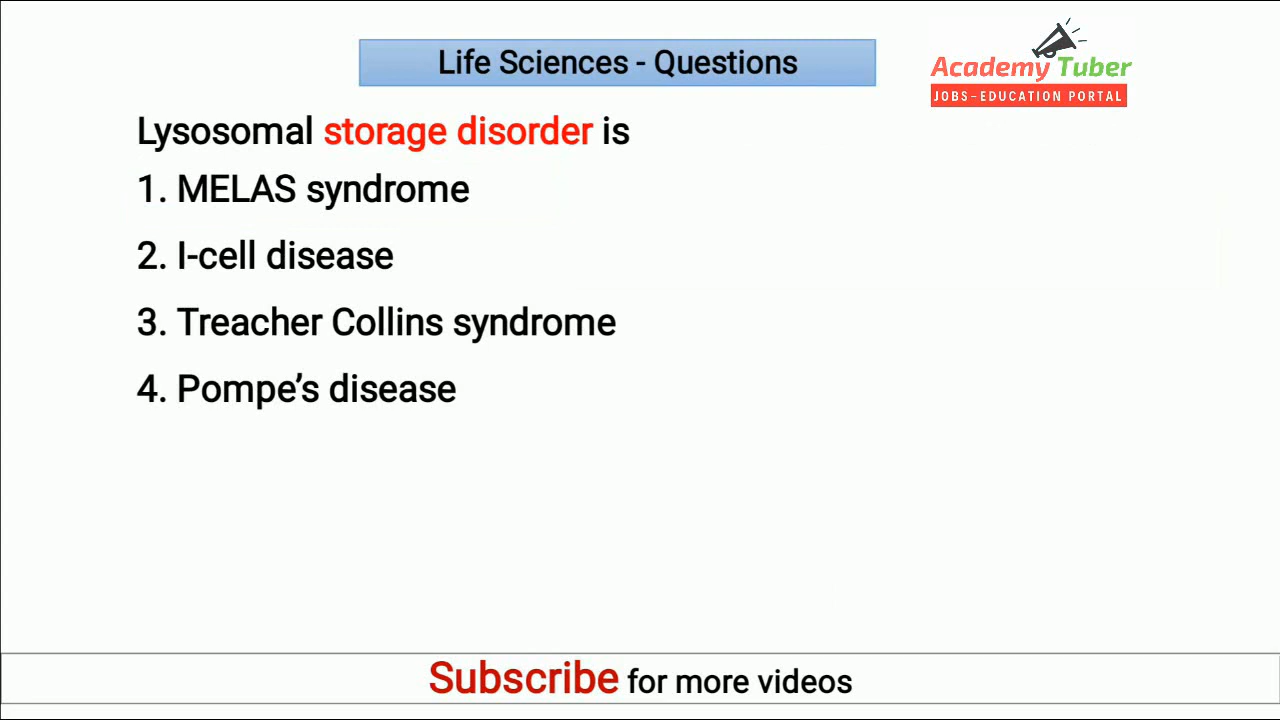 Life Sciences - Questions
Academy Tuber
JOBS-EDUCATION PORTAL
Lysosomal storage disorder is
1. MELAS syndrome
2. I-cell disease
3. Treacher Collins syndrome
4. Pompe’s disease
Subscribe for more videos